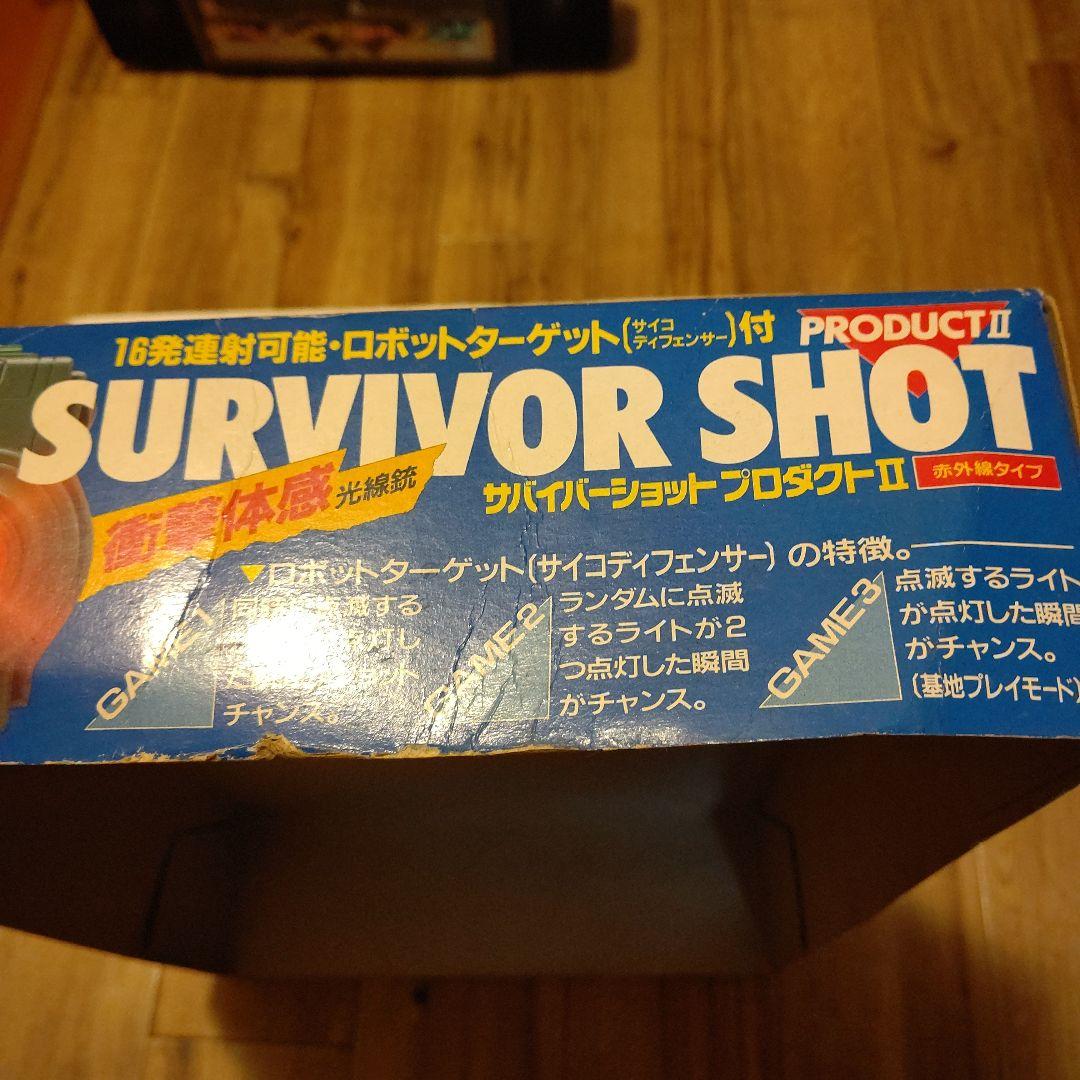 16発連射可能・ロボットターゲット(サイコディフェンサー)付
PRODUCT II
SURVIVOR SHOT
衝撃体感光線銃
サバイバーショット プロダクトII
赤外線タイプ
▼ロボットターゲット(サイコディフェンサー)の特徴。
GAME1
滅する
灯し
チャンス。
GAME2
ランダムに点滅
するライトが2
つ点灯した瞬間
がチャンス。
GAME3
点滅するライト
が点灯した瞬間
がチャンス。
(基地プレイモード)